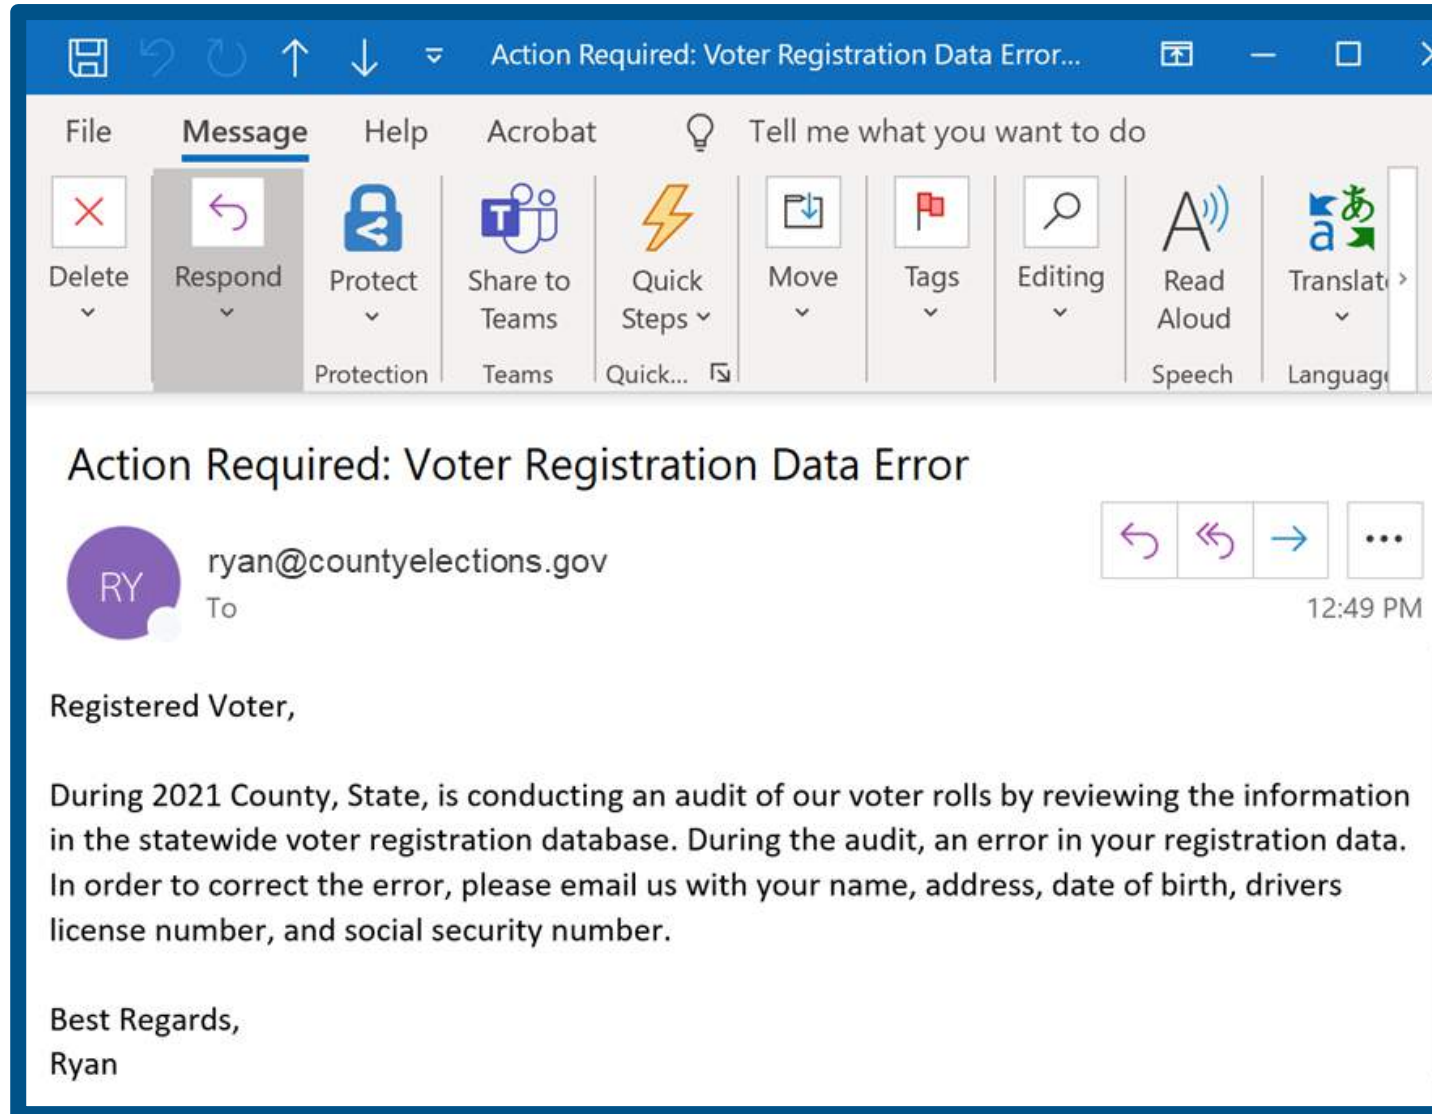 Action Required: Voter Registration Data Error...
File Message Help Acrobat Tell me what you want to do
Delete Respond Protect Share to Teams Quick Steps Move Tags Editing Read Aloud
Protection Teams Quick... Speech
Action Required: Voter Registration Data Error
RY
ryan@countyelections.gov
To
12:49 PM
Registered Voter,
During 2021 County, State, is conducting an audit of our voter rolls by reviewing the information
in the statewide voter registration database. During the audit, an error in your registration data.
In order to correct the error, please email us with your name, address, date of birth, drivers
license number, and social security number.
Best Regards,
Ryan